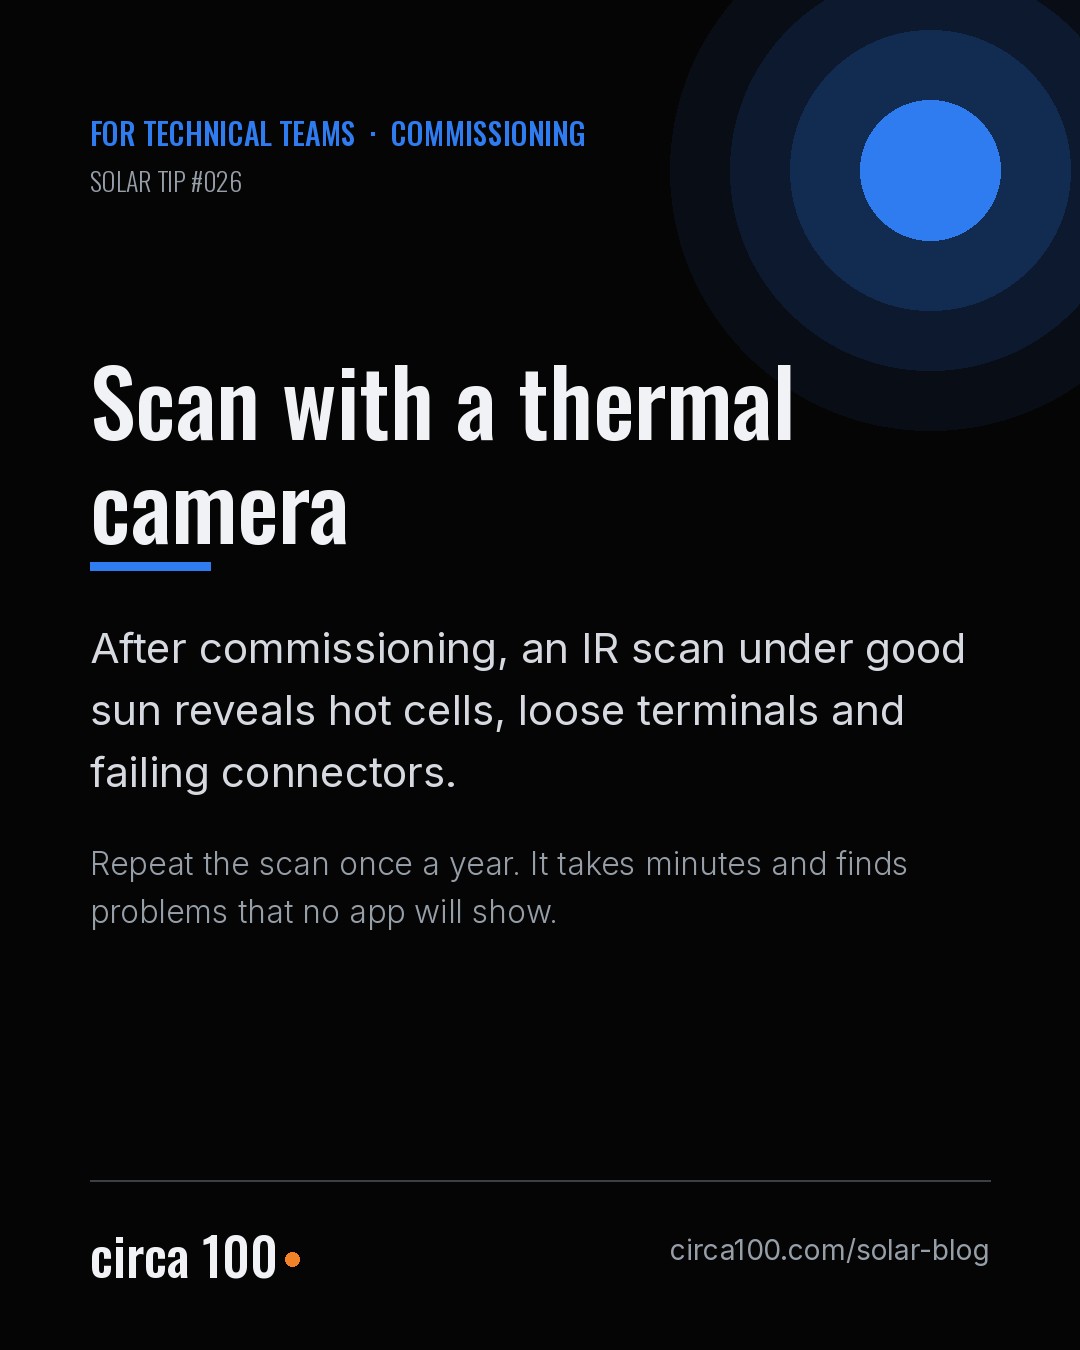 FOR TECHNICAL TEAMS · COMMISSIONING
SOLAR TIP #026
Scan with a thermal
camera
After commissioning, an IR scan under good
sun reveals hot cells, loose terminals and
failing connectors.
Repeat the scan once a year. It takes minutes and finds
problems that no app will show.
circa 100
circa100.com/solar-blog